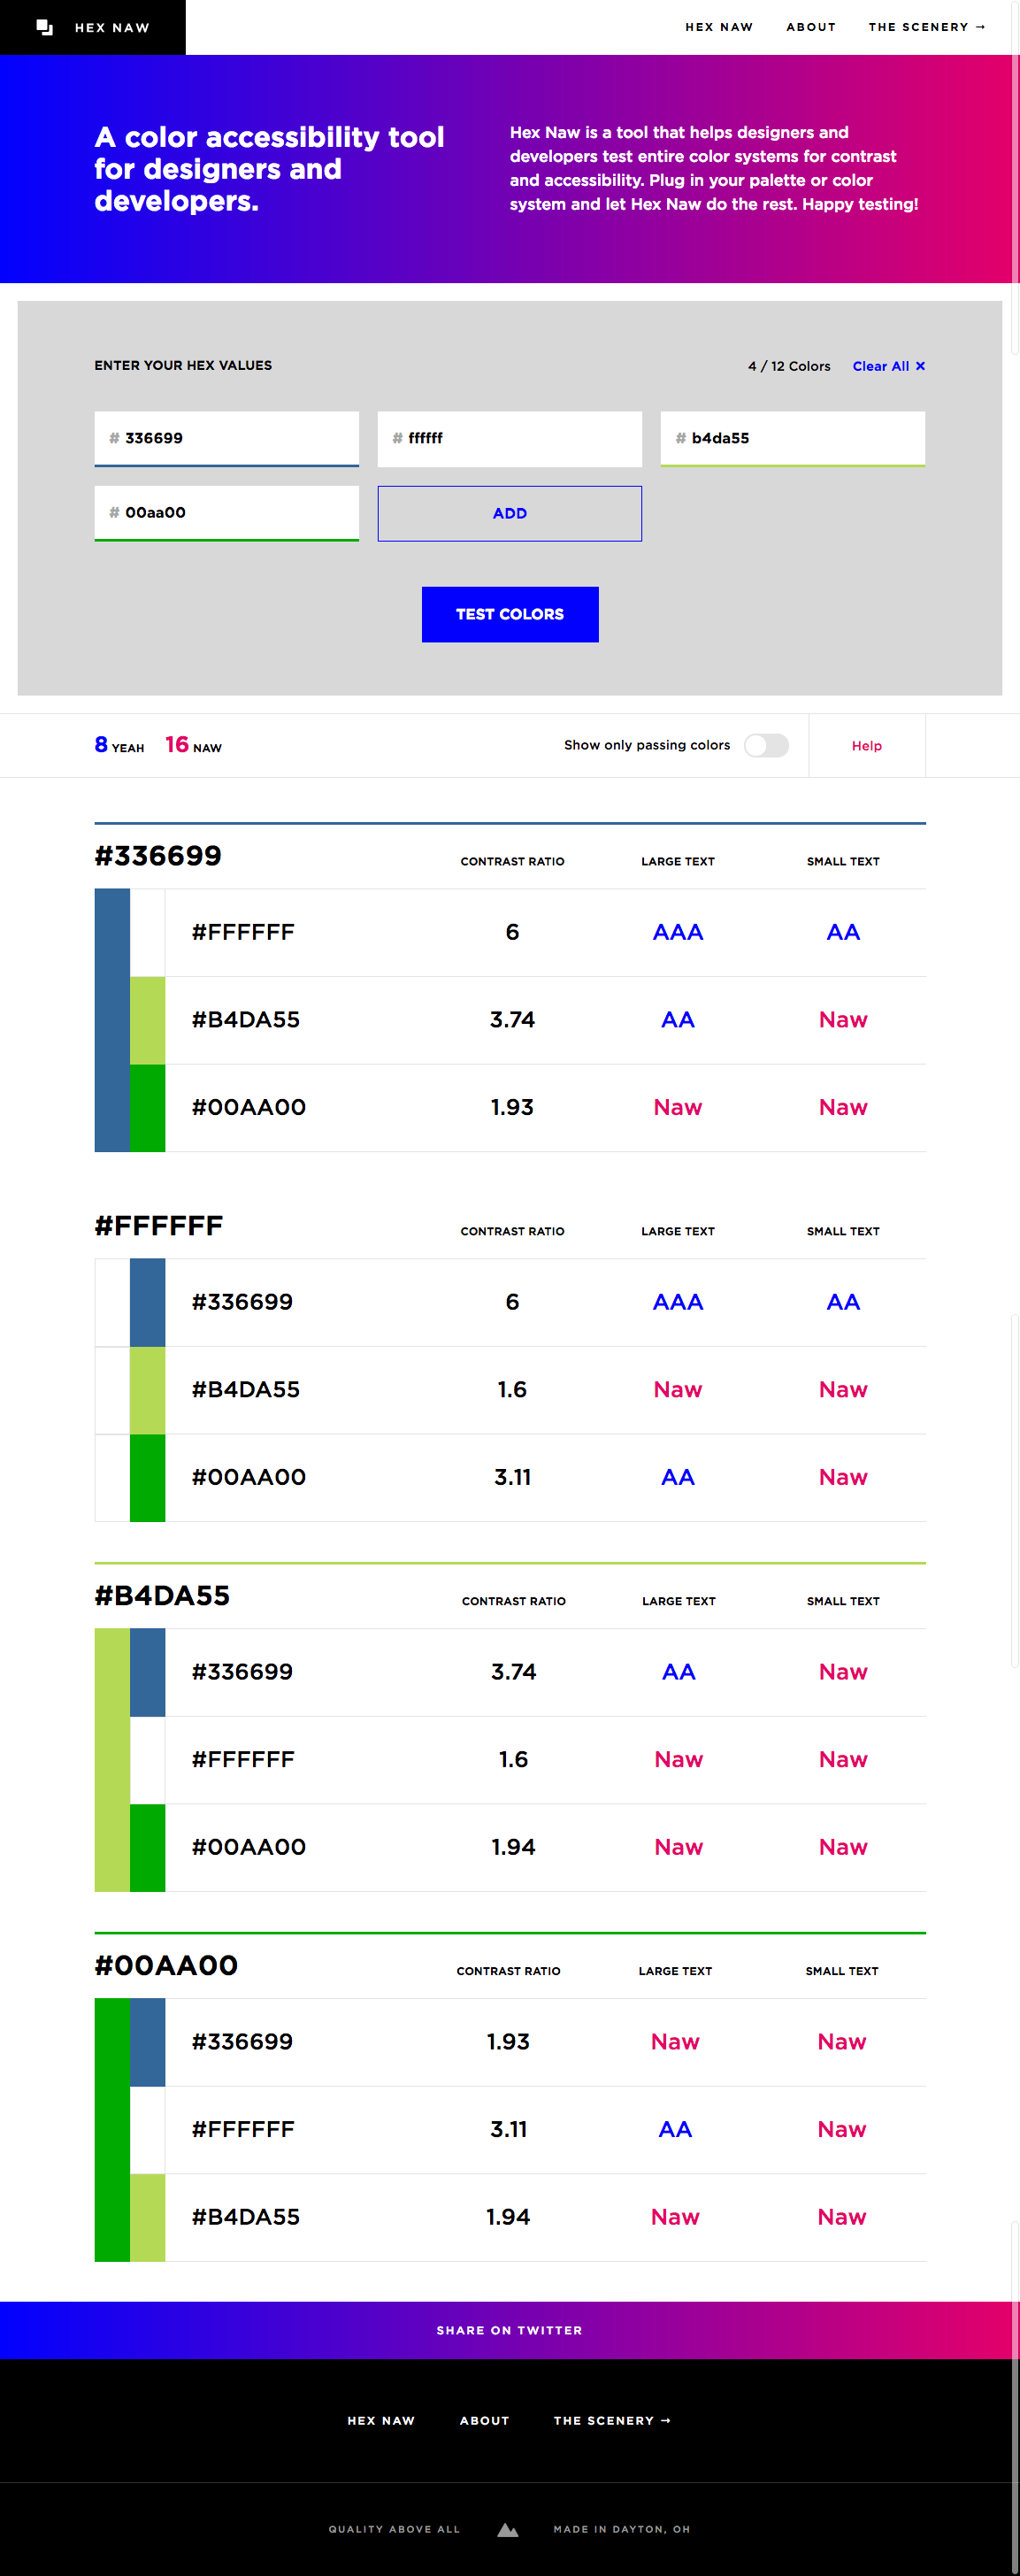 HEX NAW
HEX NAW ABOUT THE SCENERY →
A color accessibility tool
for designers and
developers.
Hex Naw is a tool that helps designers and
developers test entire color systems for contrast
and accessibility. Plug in your palette or color
system and let Hex Naw do the rest. Happy testing!
ENTER YOUR HEX VALUES
4 / 12 Colors Clear All ✕
# 336699
# ffffff
# b4da55
# 00aa00
ADD
TEST COLORS
8 YEAH 16 NAW
Show only passing colors
Help
#336699 CONTRAST RATIO LARGE TEXT SMALL TEXT
#FFFFFF 6 AAA AA
#B4DA55 3.74 AA Naw
#00AA00 1.93 Naw Naw
#FFFFFF CONTRAST RATIO LARGE TEXT SMALL TEXT
#336699 6 AAA AA
#B4DA55 1.6 Naw Naw
#00AA00 3.11 AA Naw
#B4DA55 CONTRAST RATIO LARGE TEXT SMALL TEXT
#336699 3.74 AA Naw
#FFFFFF 1.6 Naw Naw
#00AA00 1.94 Naw Naw
#00AA00 CONTRAST RATIO LARGE TEXT SMALL TEXT
#336699 1.93 Naw Naw
#FFFFFF 3.11 AA Naw
#B4DA55 1.94 Naw Naw
SHARE ON TWITTER
HEX NAW ABOUT THE SCENERY →
QUALITY ABOVE ALL MADE IN DAYTON, OH